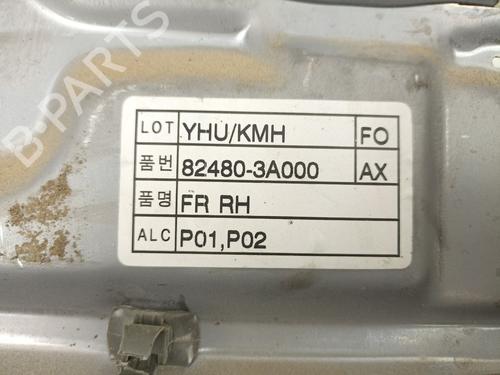 B-PARTS
LOT YHU/KMH FO
품번 82480-3A000 AX
품명 FR RH
ALC P01,P02